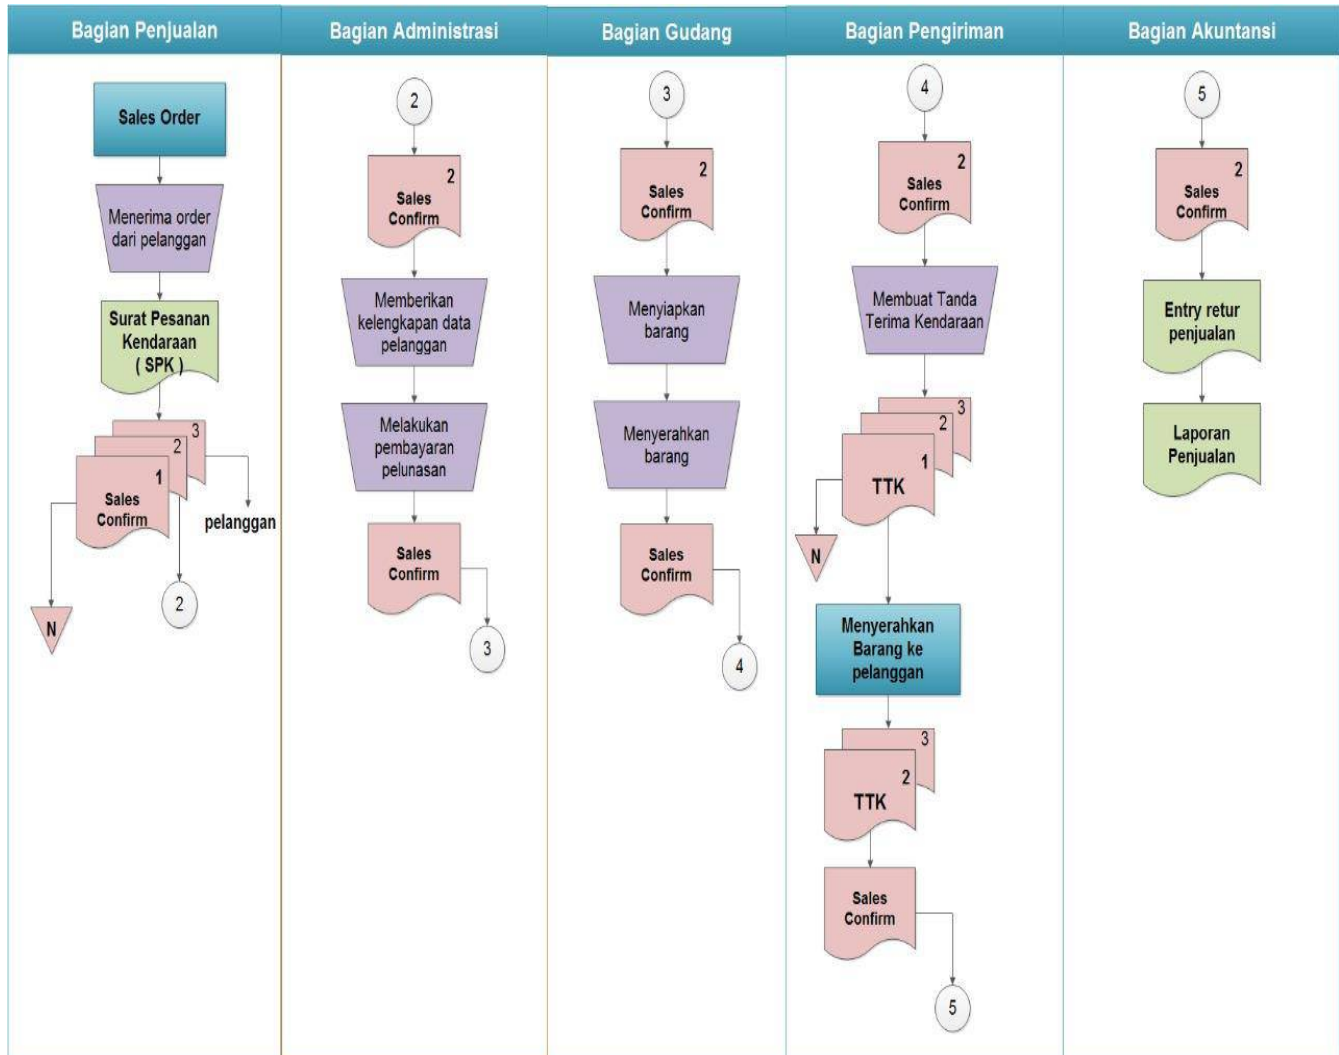 Bagian Penjualan
Sales Order
Menerima order
dari pelanggan
Surat Pesanan
Kendaraan
( SPK )
3
2
1
Sales
Confirm
pelanggan
N
2
Bagian Administrasi
2
2
Sales
Confirm
Memberikan
kelengkapan data
pelanggan
Melakukan
pembayaran
pelunasan
Sales
Confirm
3
Bagian Gudang
3
2
Sales
Confirm
Menyiapkan
barang
Menyerahkan
barang
Sales
Confirm
4
Bagian Pengiriman
4
2
Sales
Confirm
Membuat Tanda
Terima Kendaraan
3
2
1
TTK
N
Menyerahkan
Barang ke
pelanggan
3
2
TTK
Sales
Confirm
5
Bagian Akuntansi
5
2
Sales
Confirm
Entry retur
penjualan
Laporan
Penjualan